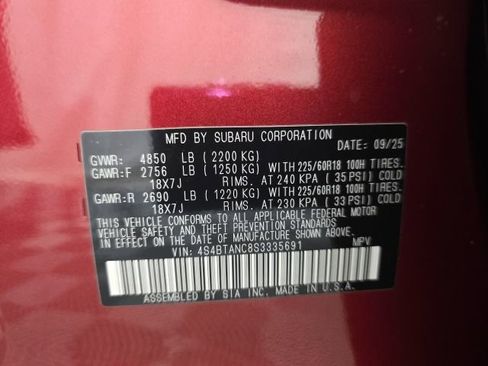 MFD BY SUBARU CORPORATION DATE: 09/25
GVWR: 4850 LB (2200 KG)
GAWR:F 2756 LB (1250 KG) WITH 225/60R18 100H TIRES.
18X7J RIMS. AT 240 KPA (35 PSI) COLD
GAWR:R 2690 LB (1220 KG) WITH 225/60R18 100H TIRES.
18X7J RIMS. AT 230 KPA (33 PSI) COLD
THIS VEHICLE CONFORMS TO ALL APPLICABLE FEDERAL MOTOR
VEHICLE SAFETY AND THEFT PREVENTION STANDARDS
IN EFFECT ON THE DATE OF MANUFACTURE SHOWN ABOVE.
VIN: 4S4BTANC8S3335691 MPV
ASSEMBLED BY SIA INC. MADE IN U.S.A.